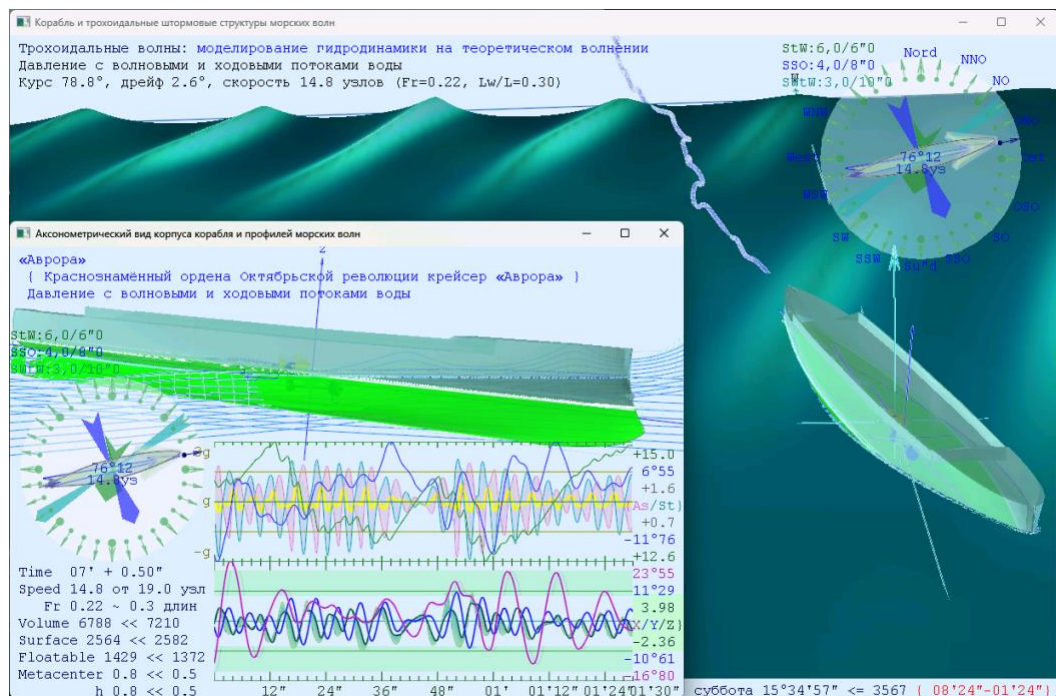 Корабль и трохоидальные штормовые структуры морских волн
Трохоидальные волны: моделирование гидродинамики на теоретическом волнении
Давление с волновыми и ходовыми потоками воды
Курс 78.8°, дрейф 2.6°, скорость 14.8 узлов (Fr=0.22, Lw/L=0.30)
StW:6,0/6"0
SSO:4,0/8"0
SWtW:3,0/10"0
Nord
NNO
NO
OSO
SO
SSO
Su"d
SSW
SW
WSW
West
WNW
76°12
14.8уз
Аксонометрический вид корпуса корабля и профилей морских волн
«Аврора»
{ Краснознамённый ордена Октябрьской революции крейсер «Аврора» }
Давление с волновыми и ходовыми потоками воды
z
StW:6,0/6"0
SSO:4,0/8"0
SWtW:3,0/10"0
76°12
14.8уз
g
-g
+15.0
6°55
+1.6
{As/St}
+0.7
-11°76
+12.6
23°55
11°29
3.98
{X/Y/Z}
-2.36
-10°61
-16°80
Time 07' + 0.50"
Speed 14.8 от 19.0 узл
Fr 0.22 ~ 0.3 длин
Volume 6788 << 7210
Surface 2564 << 2582
Floatable 1429 << 1372
Metacenter 0.8 << 0.5
h 0.8 << 0.5
12" 24" 36" 48" 01' 01'12" 01'24" 01'30"
суббота 15°34'57" <= 3567 ( 08'24"-01'24")